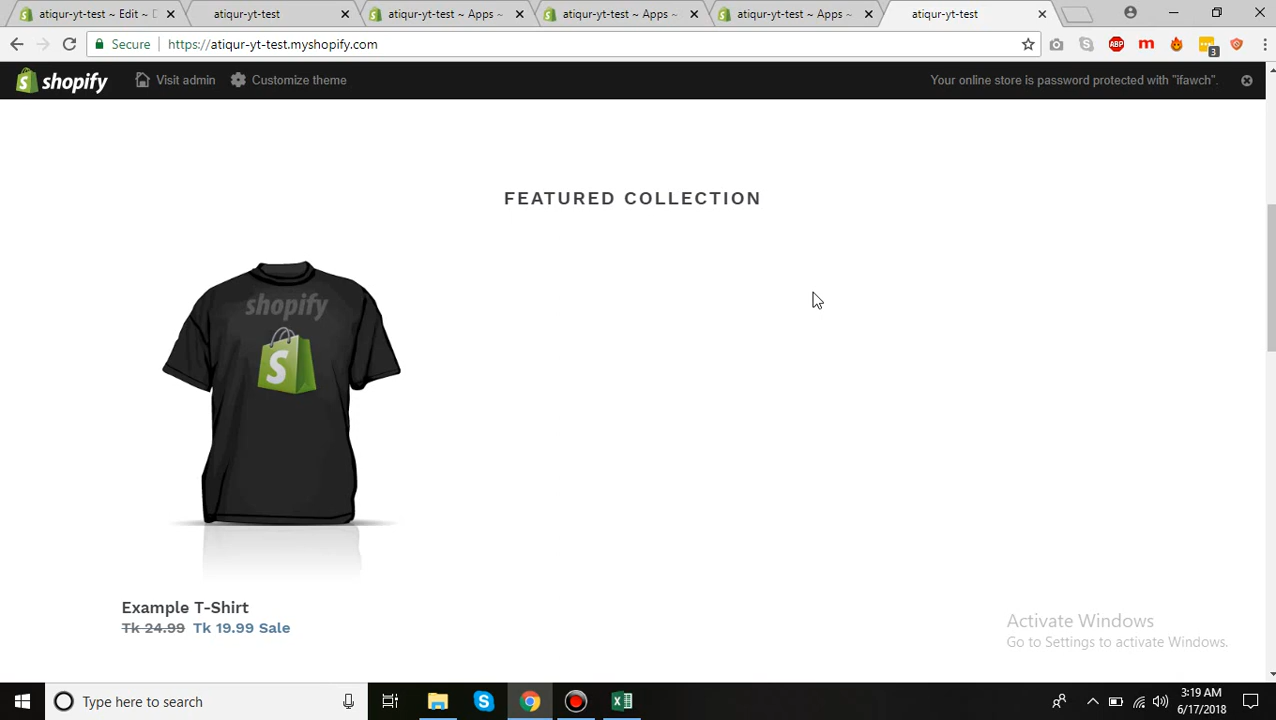 atiqur-yt-test ~ Edit ~ D
atiqur-yt-test
atiqur-yt-test ~ Apps ~
atiqur-yt-test ~ Apps ~
atiqur-yt-test ~ Apps ~
atiqur-yt-test
Secure
https://atiqur-yt-test.myshopify.com
ABP
m
3
shopify
Visit admin
Customize theme
Your online store is password protected with "ifawch".
FEATURED COLLECTION
shopify
S
Example T-Shirt
Tk 24.99 Tk 19.99 Sale
Activate Windows
Go to Settings to activate Windows.
Type here to search
3:19 AM
6/17/2018